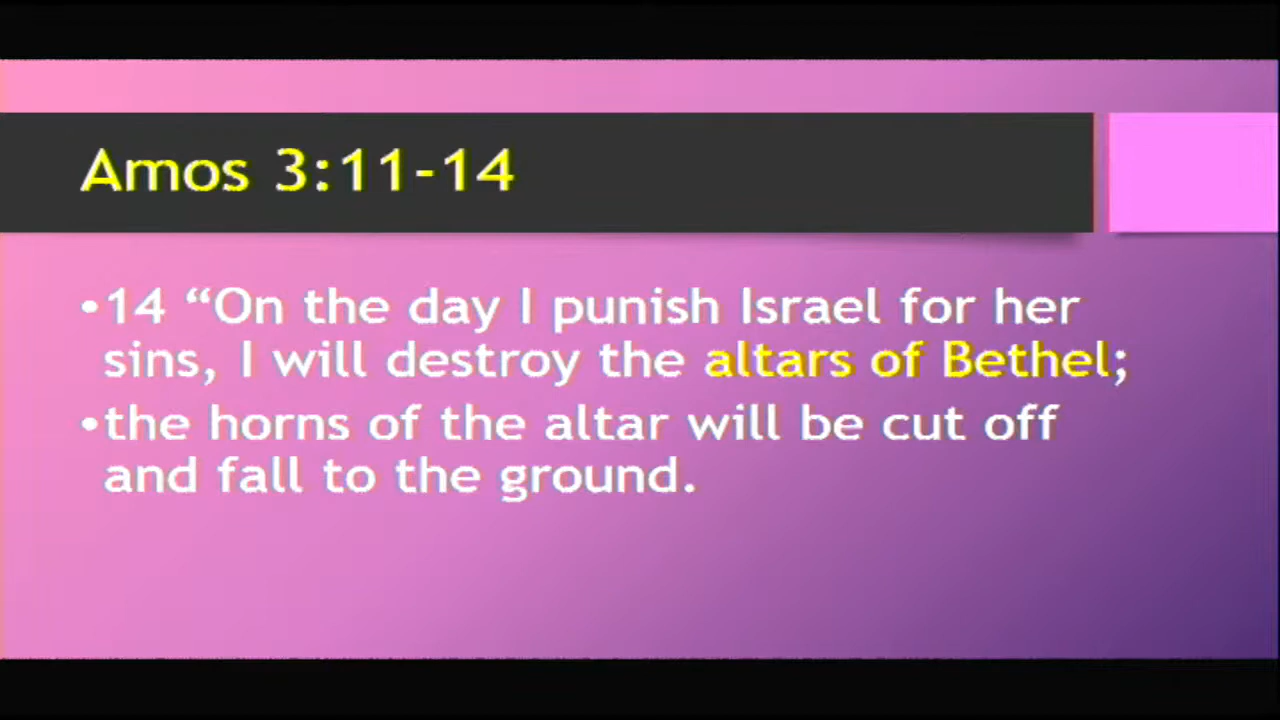 Amos 3:11-14
•14 “On the day I punish Israel for her
sins, I will destroy the altars of Bethel;
•the horns of the altar will be cut off
and fall to the ground.